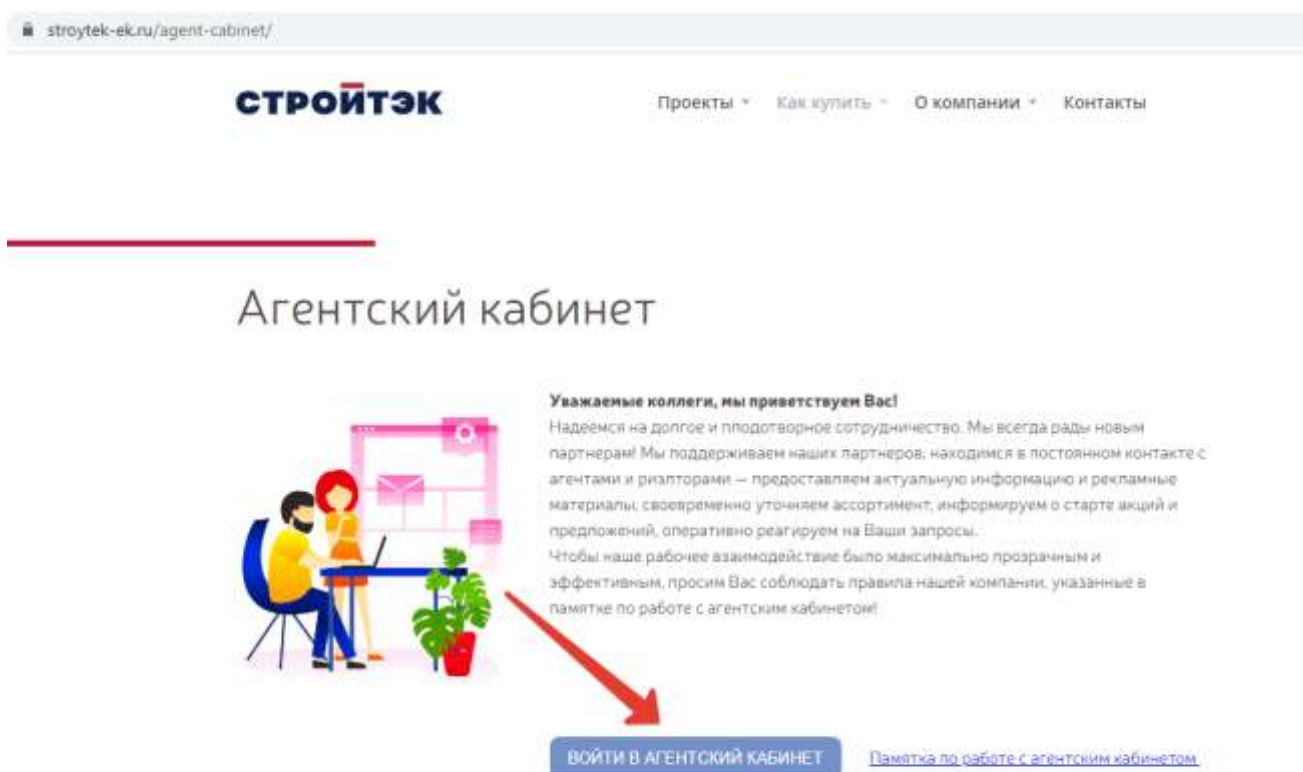 stroytek-ek.ru/agent-cabinet/
СТРОЙТЭК
Проекты Как купить О компании Контакты
Агентский кабинет
Уважаемые коллеги, мы приветствуем Вас!
Надеемся на долгое и плодотворное сотрудничество. Мы всегда рады новым
партнерам! Мы поддерживаем наших партнеров, находимся в постоянном контакте с
агентами и риэлторами — предоставляем актуальную информацию и рекламные
материалы, своевременно уточняем ассортимент, информируем о старте акций и
предложений, оперативно реагируем на Ваши запросы.
Чтобы наше рабочее взаимодействие было максимально прозрачным и
эффективным, просим Вас соблюдать правила нашей компании, указанные в
памятке по работе с агентским кабинетом!
ВОЙТИ В АГЕНТСКИЙ КАБИНЕТ Памятка по работе с агентским кабинетом